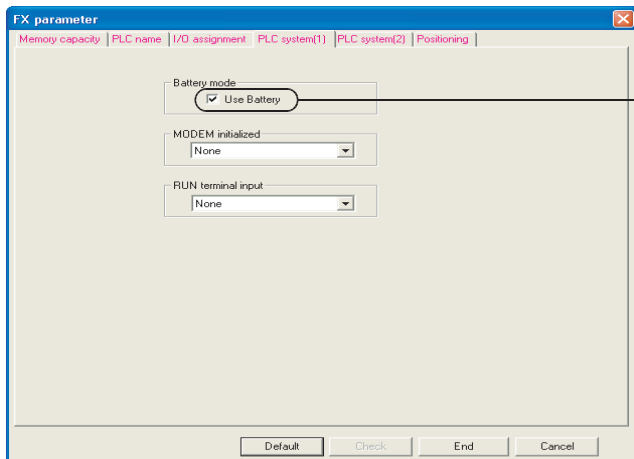 FX parameter
Memory capacity PLC name I/O assignment PLC system(1) PLC system(2) Positioning
Battery mode
Use Battery
MODEM initialized
None
RUN terminal input
None
Default Check End Cancel